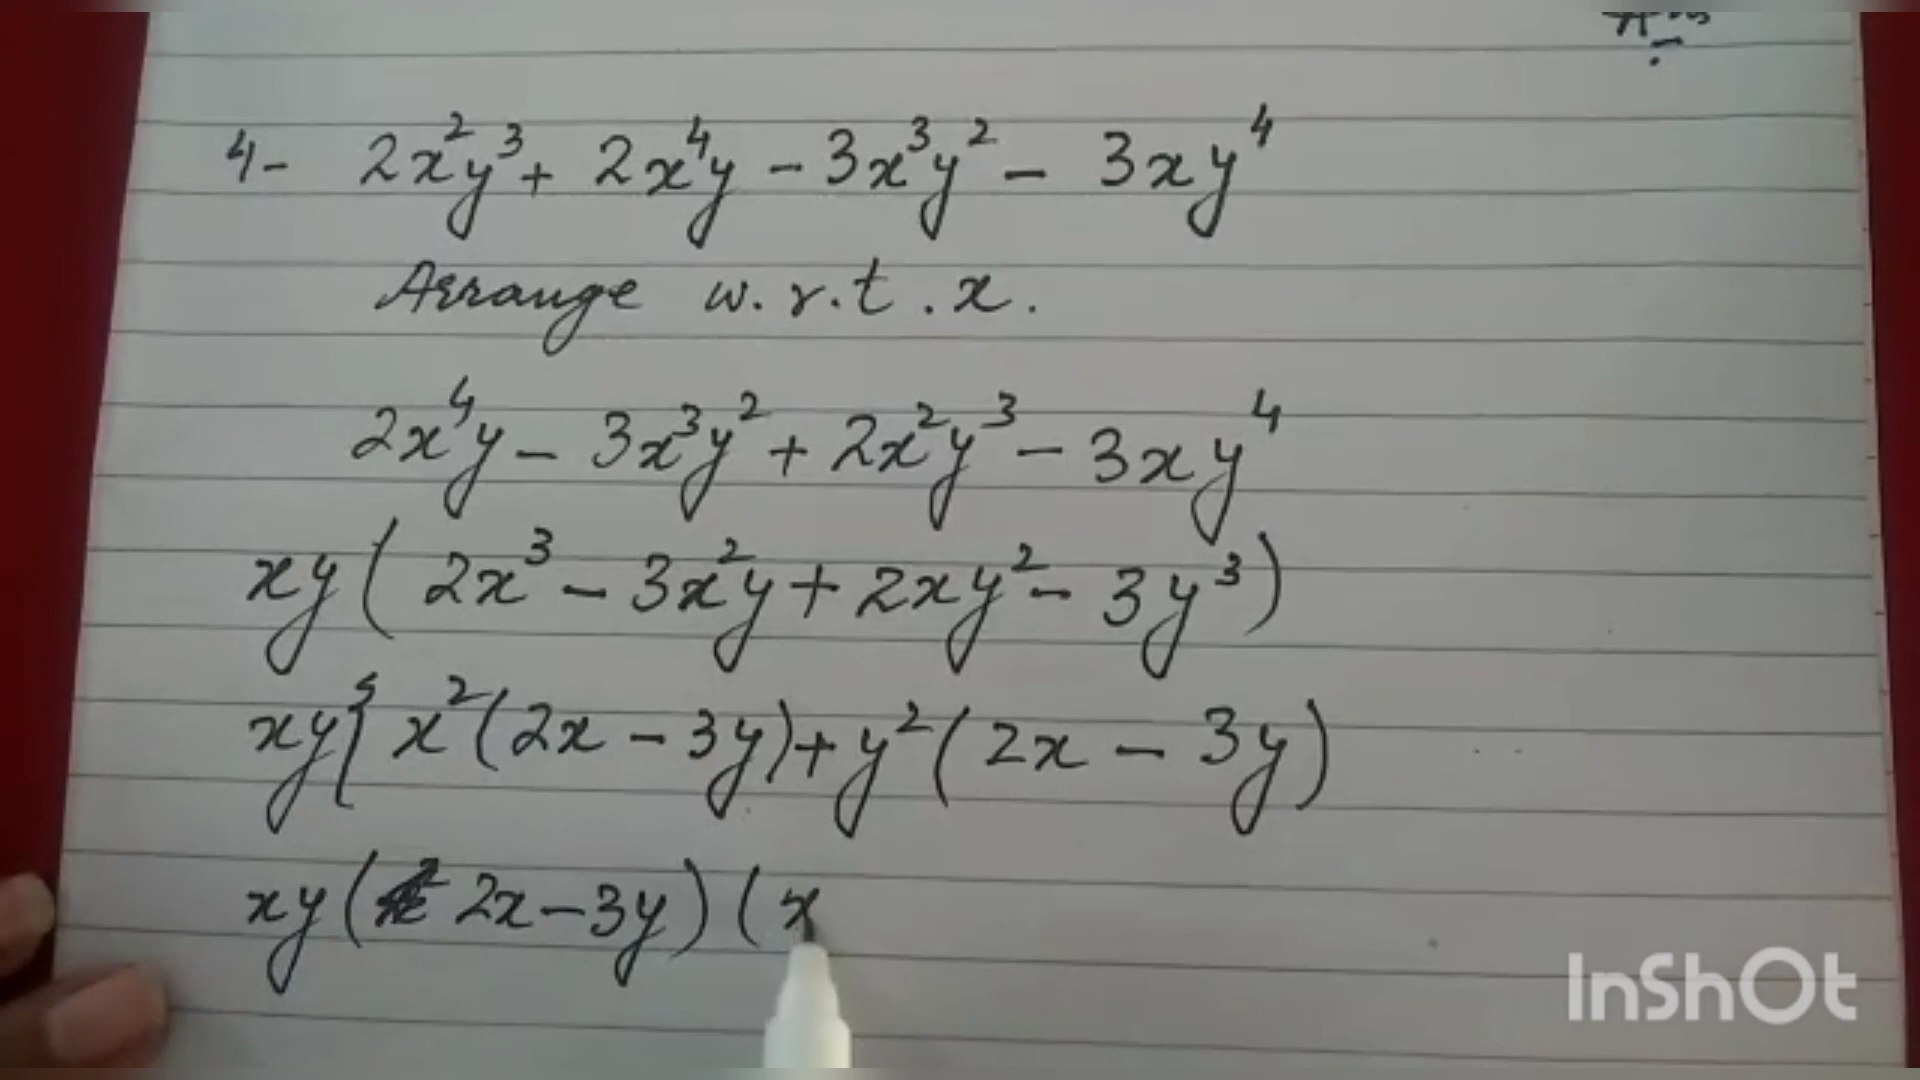 Ans
4- 2x²y³ + 2x⁴y - 3x³y² - 3xy⁴
Arrange w.r.t. x.
2x⁴y - 3x³y² + 2x²y³ - 3xy⁴
xy( 2x³ - 3x²y + 2xy² - 3y³)
xy{ x²(2x - 3y) + y²(2x - 3y)
xy( 2x - 3y) (x
InShOt